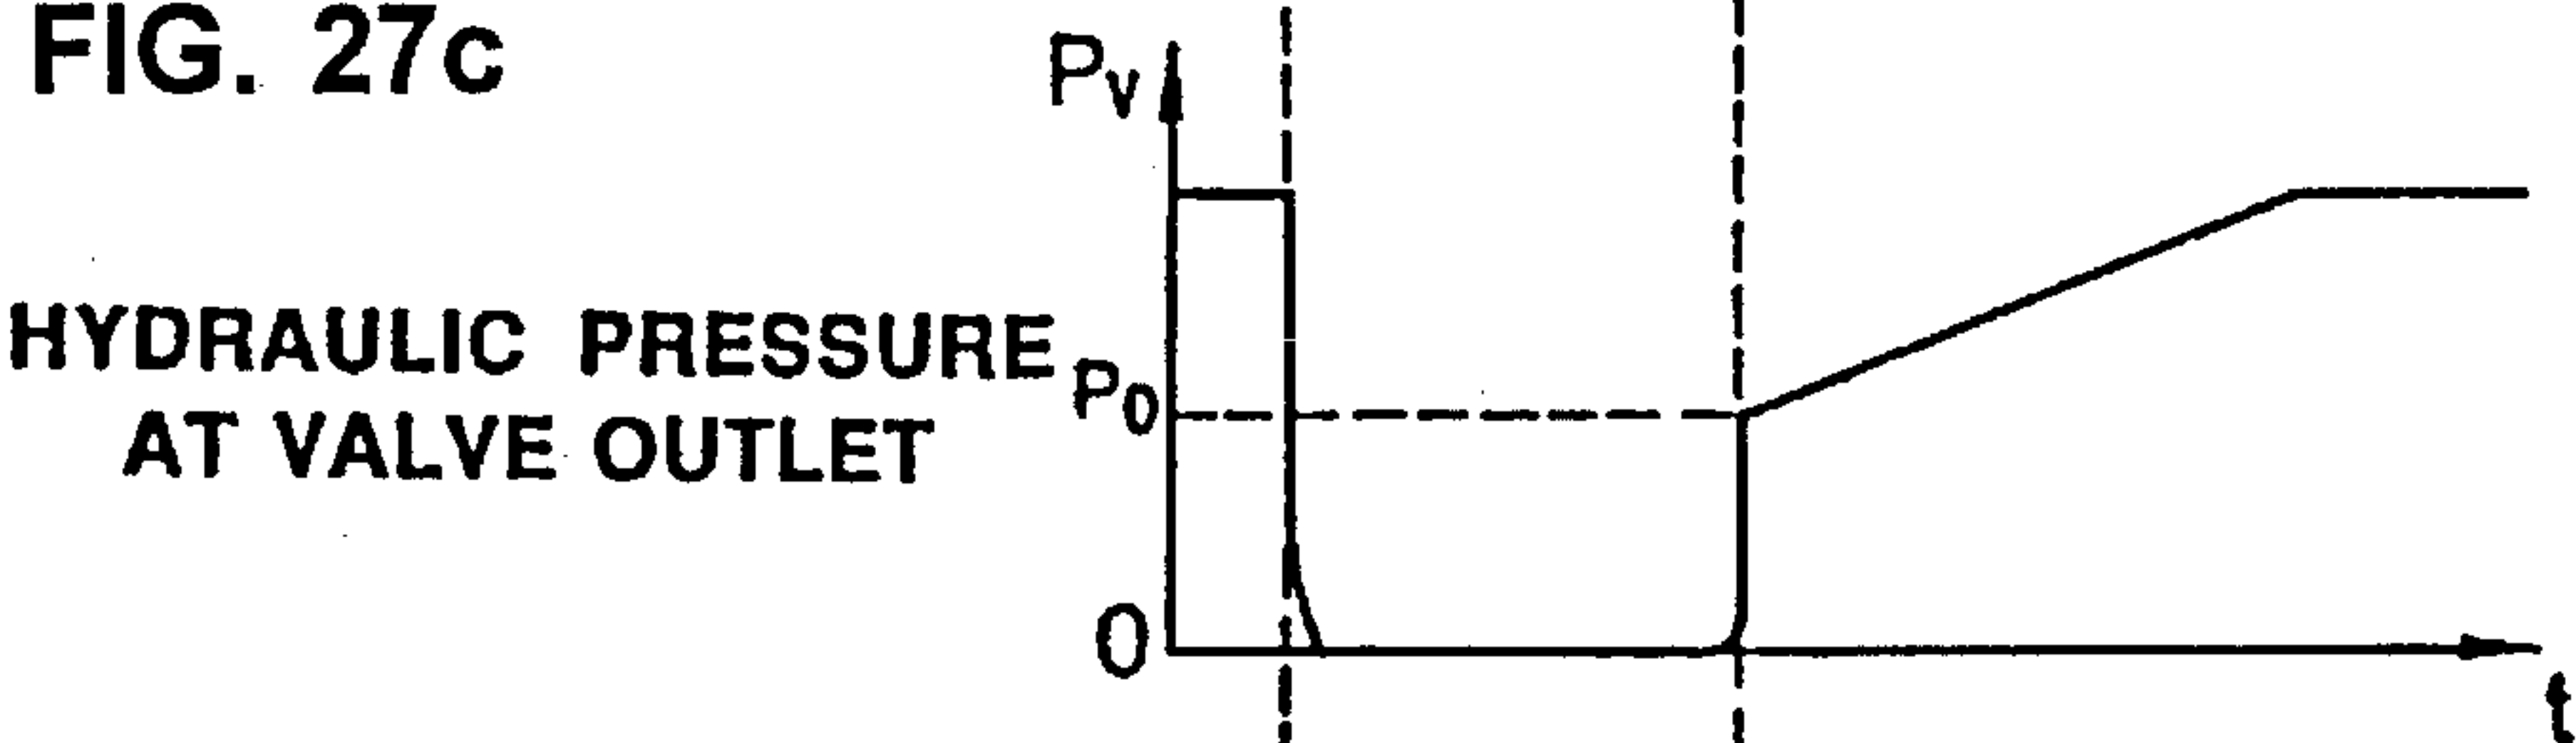 FIG. 27c
Pv
HYDRAULIC PRESSURE
AT VALVE OUTLET
P0
0
t